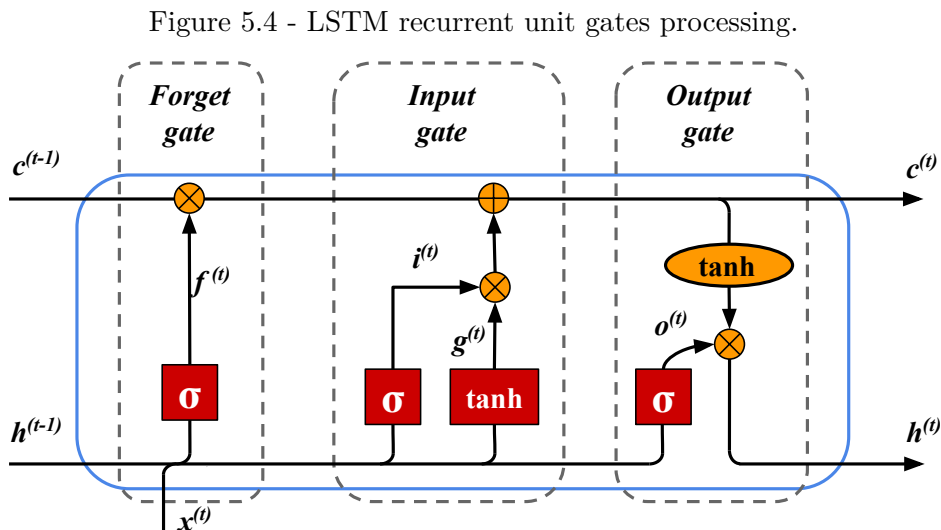 Figure 5.4 - LSTM recurrent unit gates processing.
Forget
gate
Input
gate
Output
gate
c(t-1)
c(t)
f(t)
i(t)
g(t)
tanh
o(t)
σ
σ
tanh
σ
h(t-1)
h(t)
x(t)